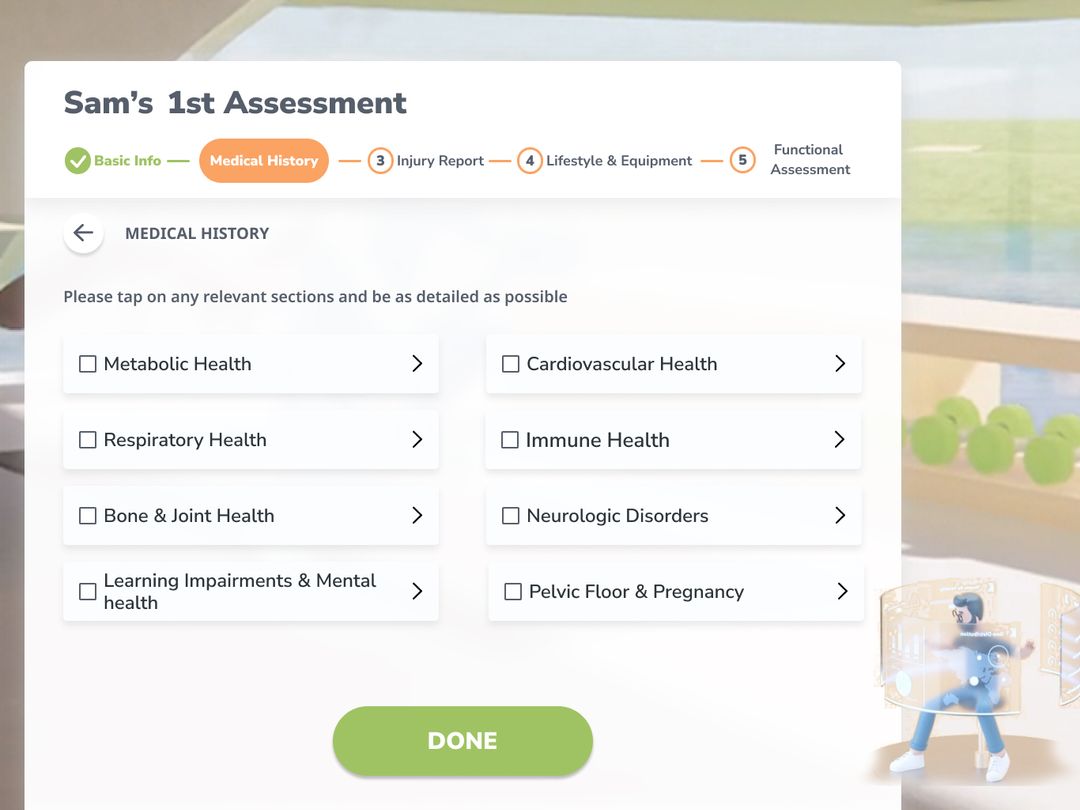 Sam’s 1st Assessment
Basic Info
Medical History
3 Injury Report
4 Lifestyle & Equipment
5 Functional
Assessment
MEDICAL HISTORY
Please tap on any relevant sections and be as detailed as possible
Metabolic Health
Cardiovascular Health
Respiratory Health
Immune Health
Bone & Joint Health
Neurologic Disorders
Learning Impairments & Mental
health
Pelvic Floor & Pregnancy
DONE